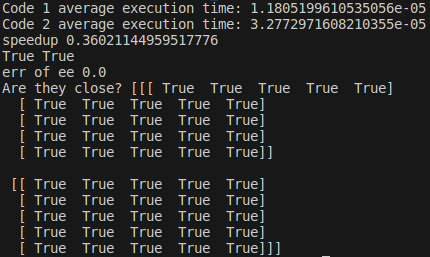 Code 1 average execution time: 1.1805199610535056e-05
Code 2 average execution time: 3.2772971608210355e-05
speedup 0.36021144959517776
True True
err of ee 0.0
Are they close? [[[ True  True  True  True  True]
  [ True  True  True  True  True]
  [ True  True  True  True  True]
  [ True  True  True  True  True]
  [ True  True  True  True  True]]

 [[ True  True  True  True  True]
  [ True  True  True  True  True]
  [ True  True  True  True  True]
  [ True  True  True  True  True]
  [ True  True  True  True  True]]]